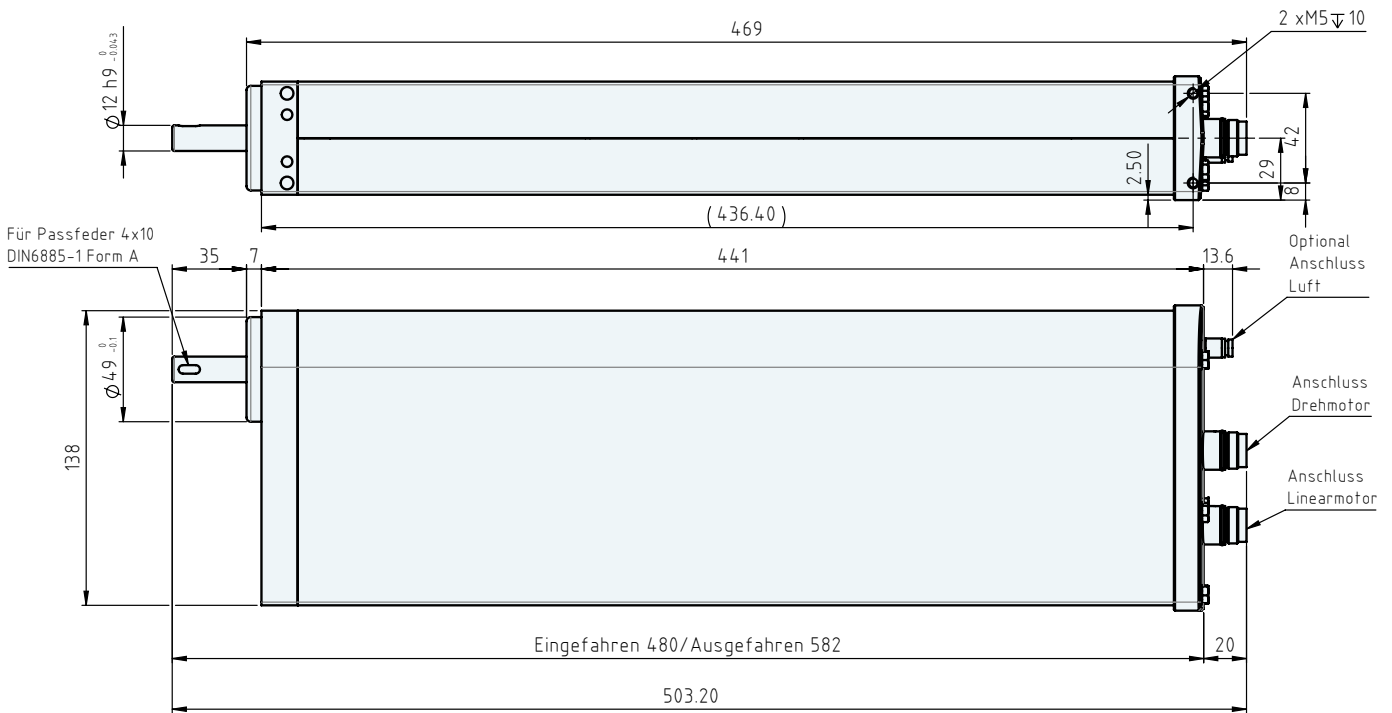 469
2 xM5↧10
Ø12 h9 0 -0.043
42
29
8
2.50
(436.40)
Für Passfeder 4x10
DIN6885-1 Form A
35
7
441
13.6
Optional
Anschluss
Luft
Ø49 0 -0.1
138
Anschluss
Drehmotor
Anschluss
Linearmotor
Eingefahren 480/Ausgefahren 582
20
503.20